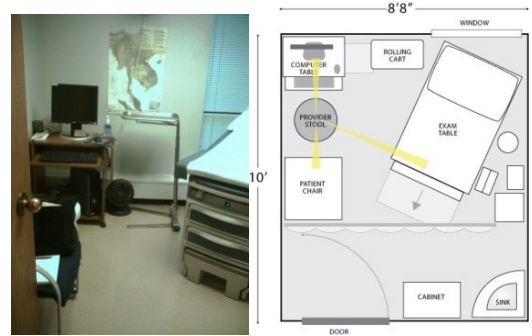 8'8"
WINDOW
COMPUTER
TABLE
ROLLING
CART
PROVIDER
STOOL
EXAM
TABLE
10'
PATIENT
CHAIR
CABINET
SINK
DOOR